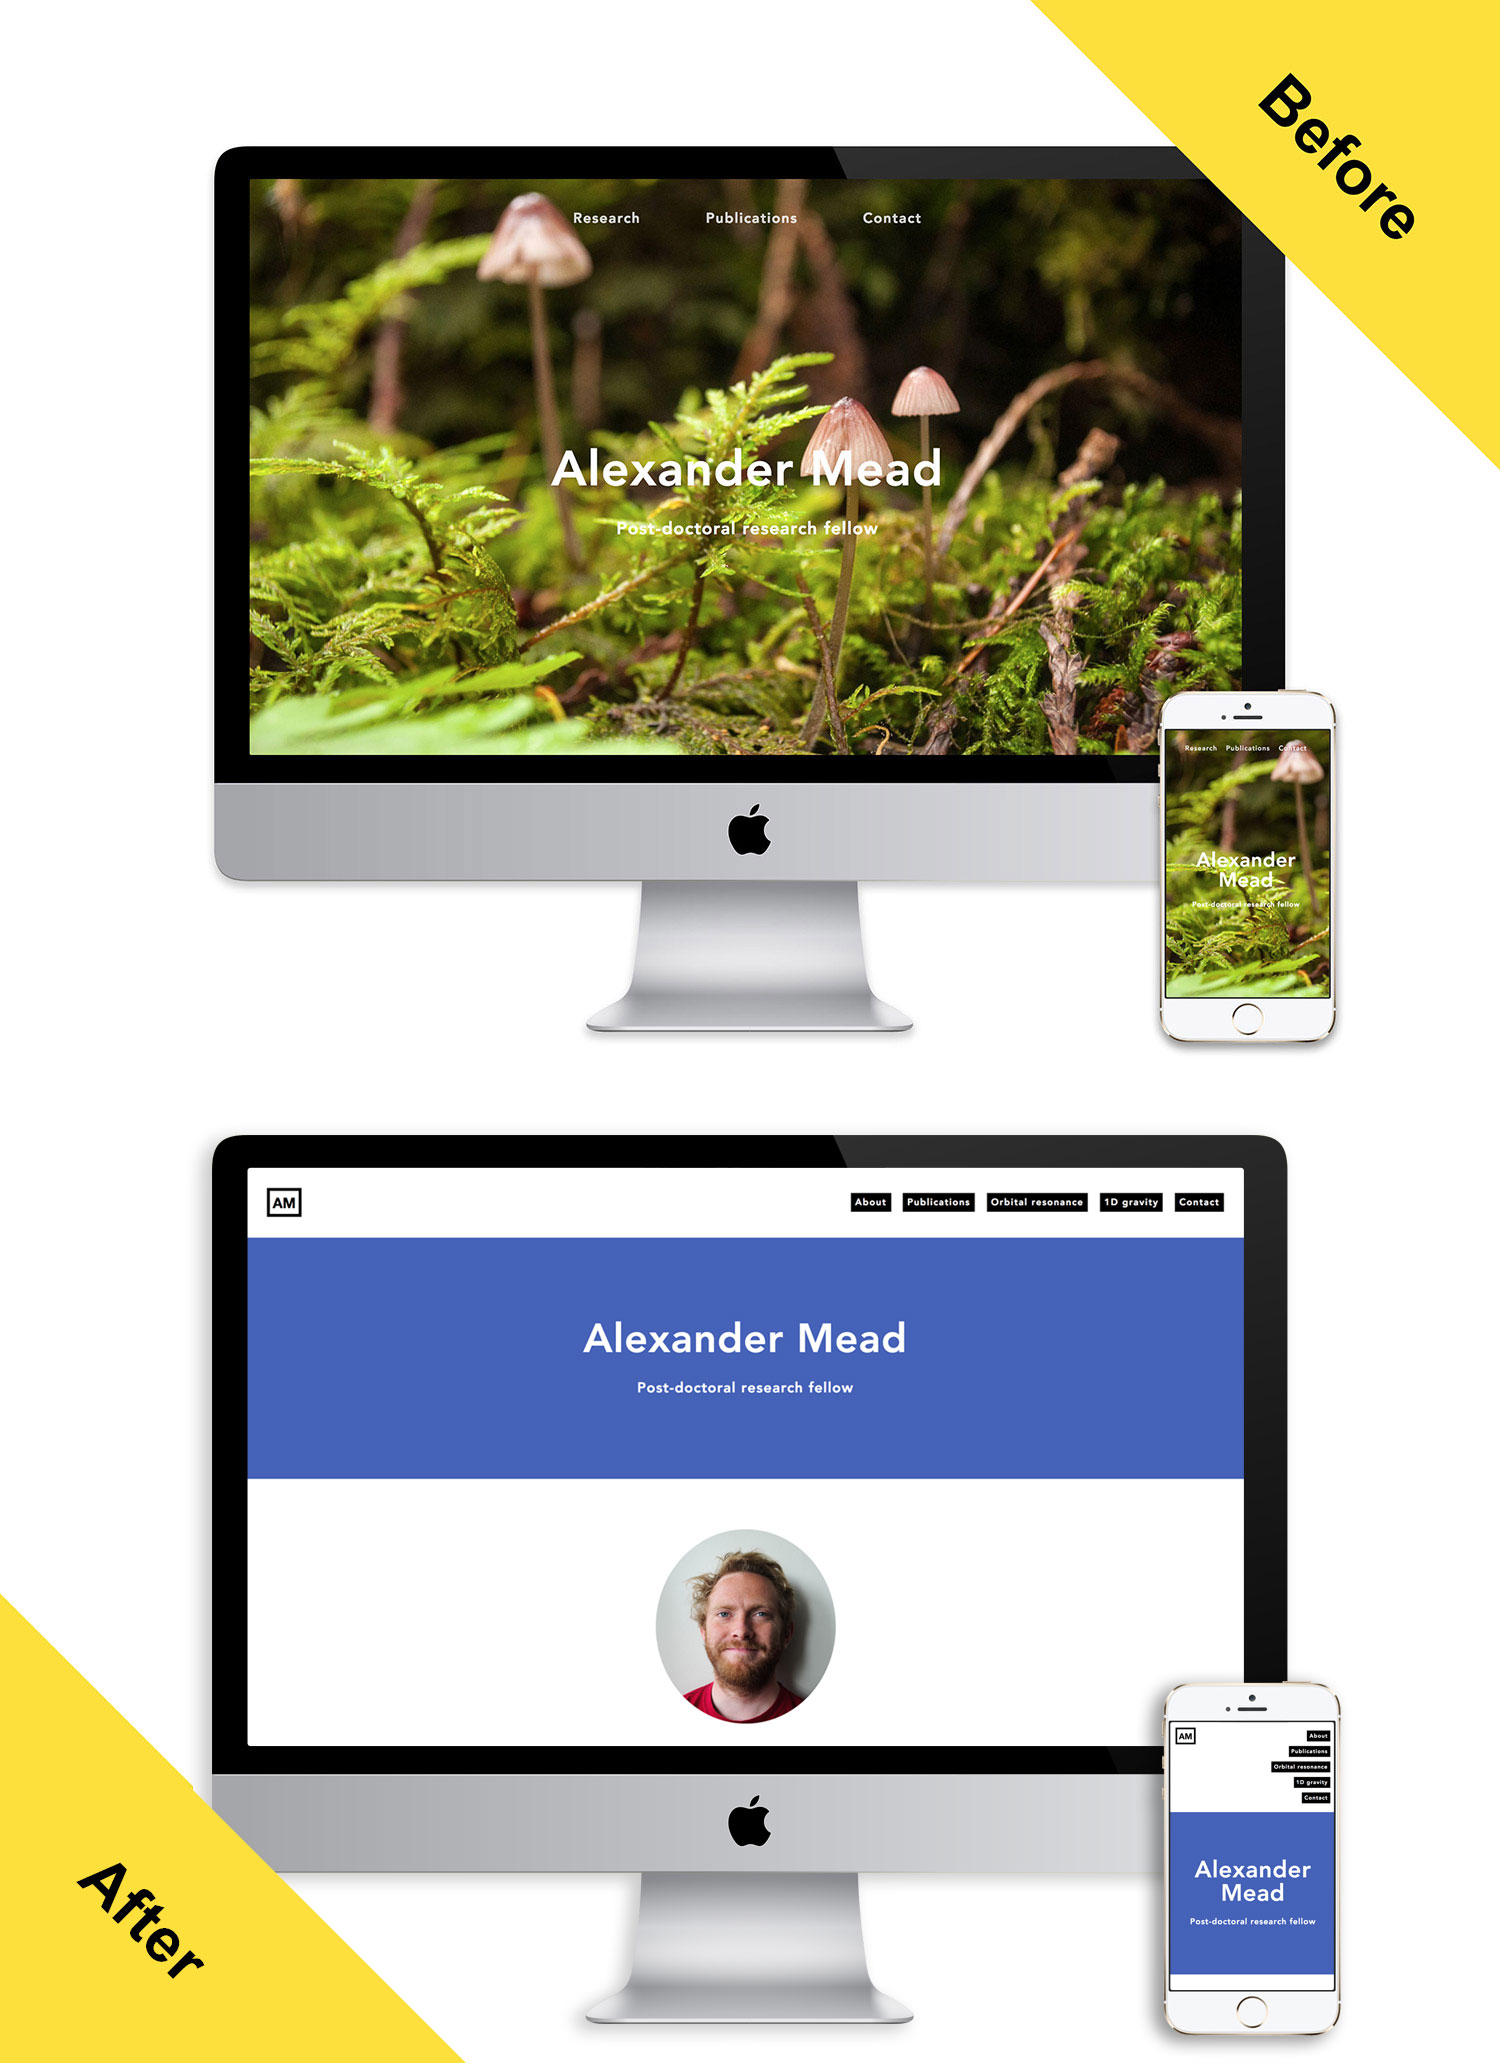 Before
Research Publications Contact
Alexander Mead
Post-doctoral research fellow
Research Publications Contact
Alexander
Mead
Post-doctoral research fellow
AM About Publications Orbital resonance 1D gravity Contact
Alexander Mead
Post-doctoral research fellow
AM About
Publications
Orbital resonance
1D gravity
Contact
Alexander
Mead
Post-doctoral research fellow
After